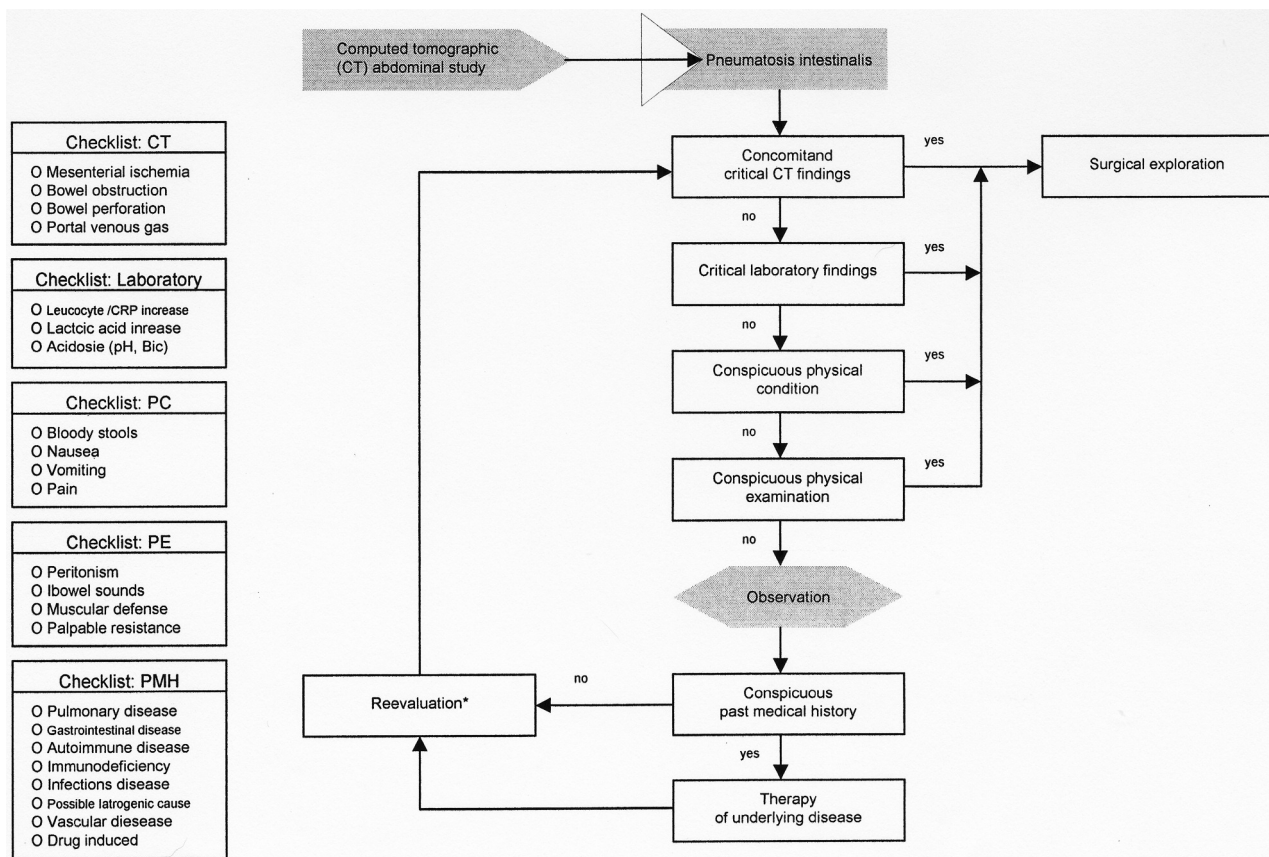 Computed tomographic
(CT) abdominal study
Pneumatosis intestinalis
Checklist: CT
O Mesenterial ischemia
O Bowel obstruction
O Bowel perforation
O Portal venous gas
Checklist: Laboratory
O Leucocyte /CRP increase
O Lactcic acid inrease
O Acidosie (pH, Bic)
Checklist: PC
O Bloody stools
O Nausea
O Vomiting
O Pain
Checklist: PE
O Peritonism
O Ibowel sounds
O Muscular defense
O Palpable resistance
Checklist: PMH
O Pulmonary disease
O Gastrointestinal disease
O Autoimmune disease
O Immunodeficiency
O Infections disease
O Possible Iatrogenic cause
O Vascular diesease
O Drug induced
Concomitand
critical CT findings
yes
Surgical exploration
no
Critical laboratory findings
yes
no
Conspicuous physical
condition
yes
no
Conspicuous physical
examination
yes
no
Observation
Conspicuous
past medical history
no
Reevaluation*
yes
Therapy
of underlying disease